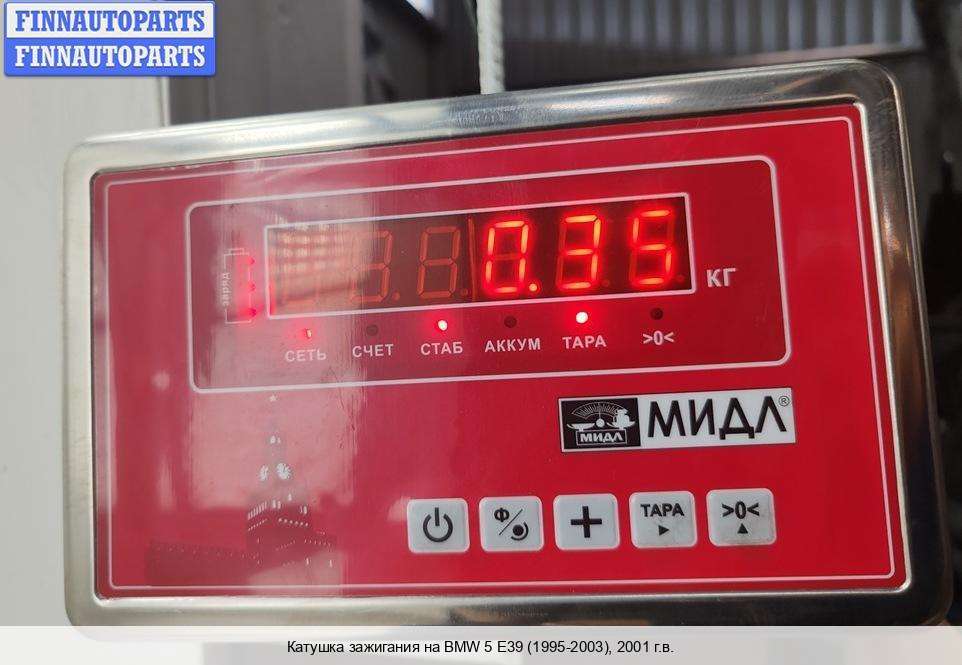 FINNAUTOPARTS
FINNAUTOPARTS
заряд
0.35
КГ
СЕТЬ СЧЕТ СТАБ АККУМ ТАРА >0<
МИДЛ МИДЛ®
Ф ТАРА >0<
Катушка зажигания на BMW 5 E39 (1995-2003), 2001 г.в.